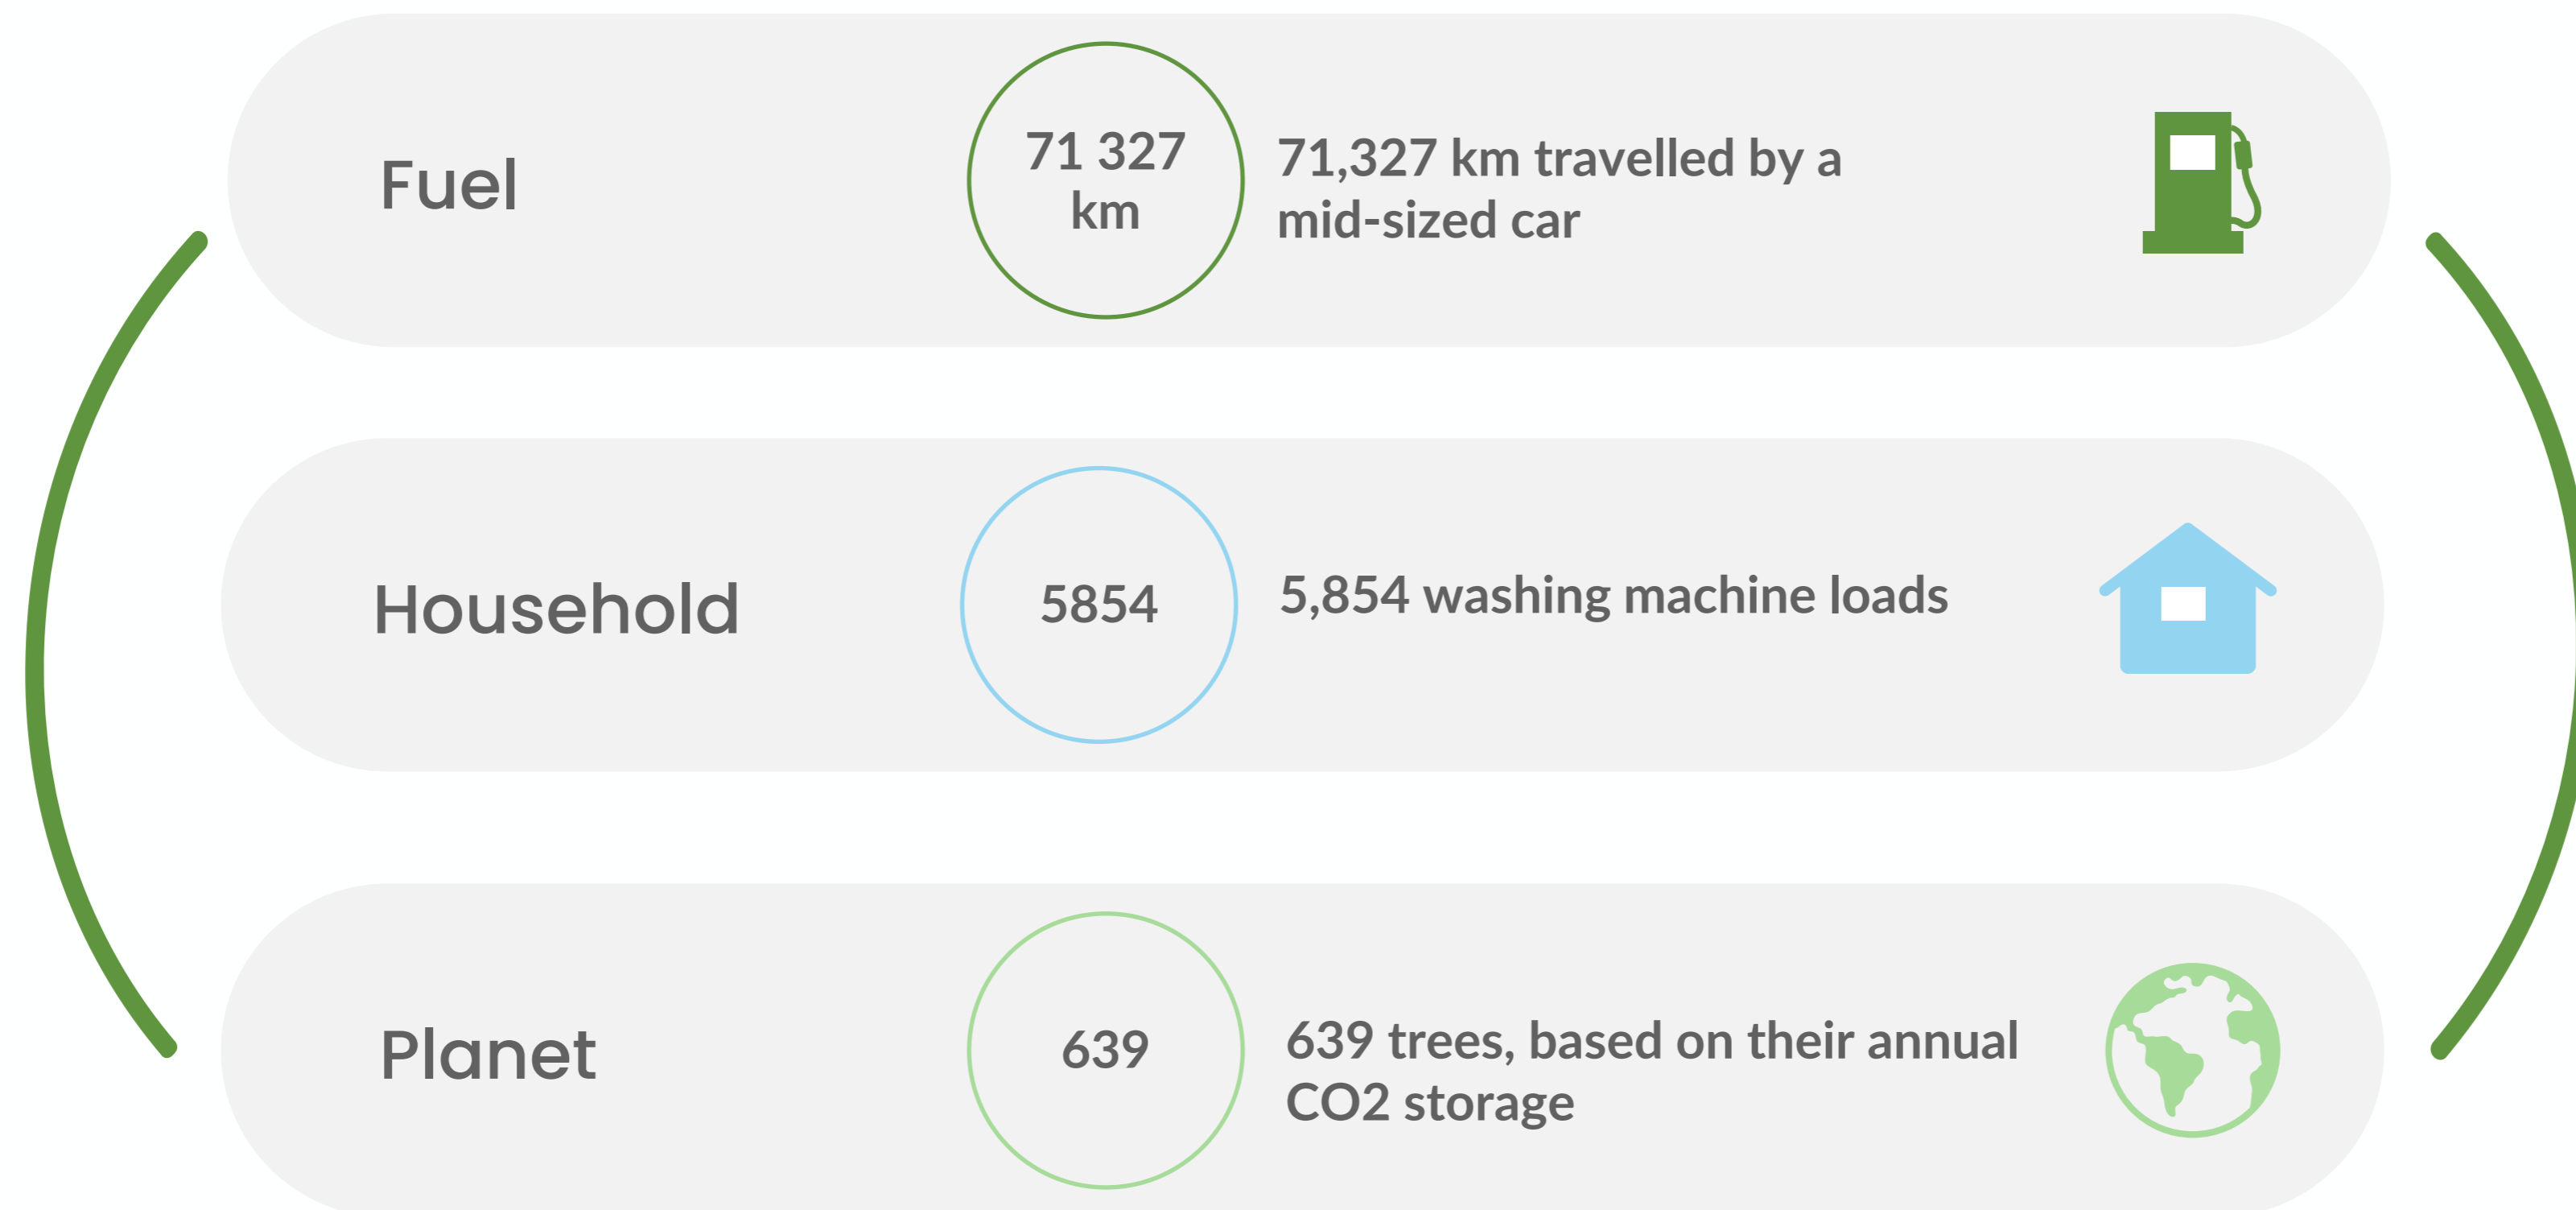 Fuel
71 327
km
71,327 km travelled by a
mid-sized car
Household
5854
5,854 washing machine loads
Planet
639
639 trees, based on their annual
CO2 storage